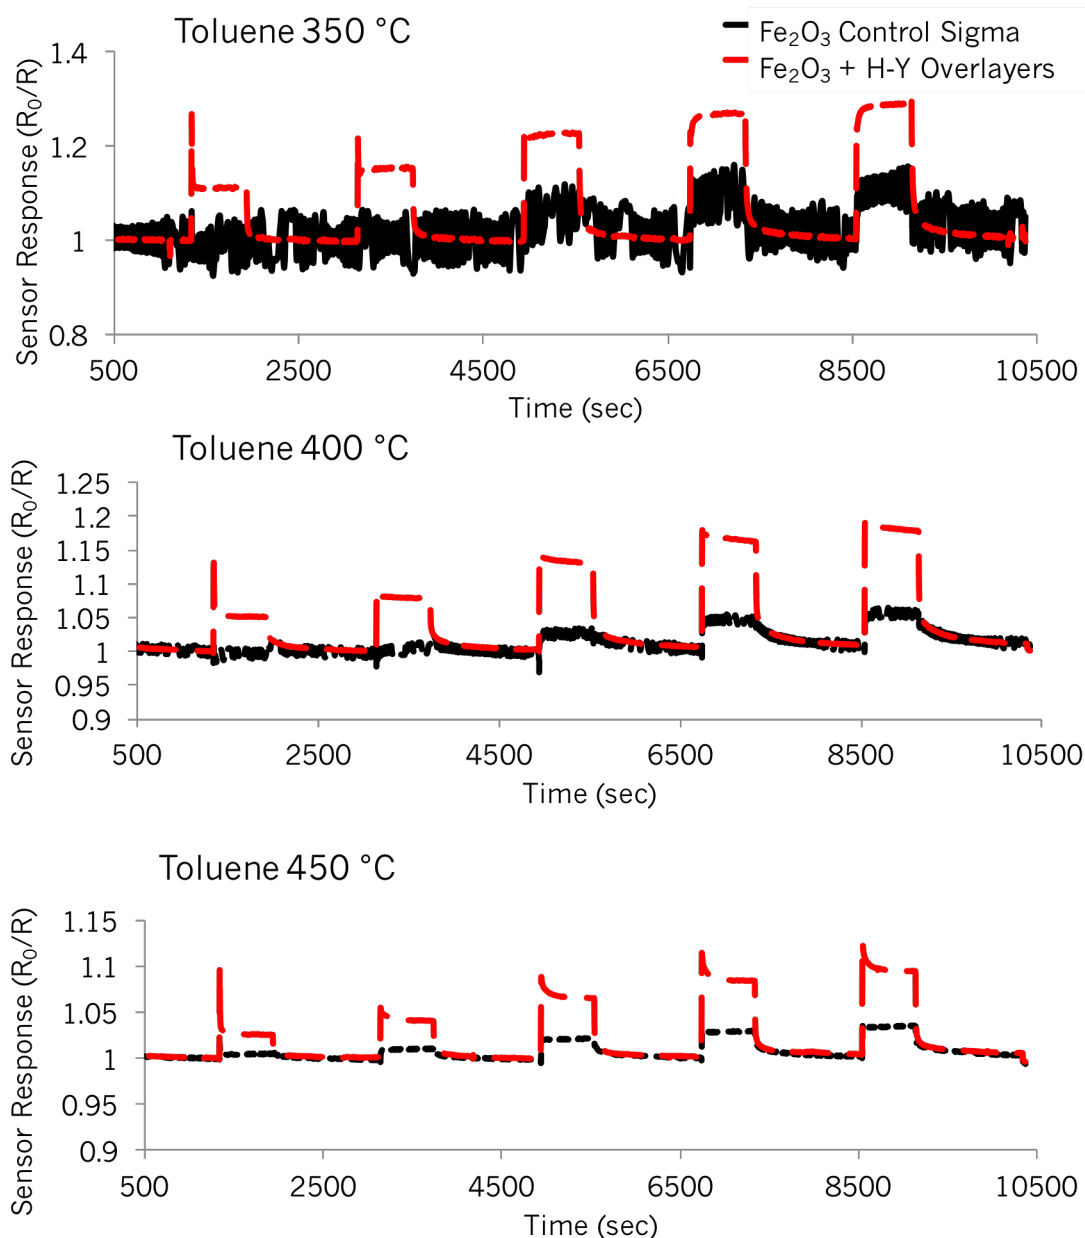 Toluene 350 °C
Fe₂O₃ Control Sigma
Fe₂O₃ + H-Y Overlayers
Sensor Response (R₀/R)
1.4
1.2
1
0.8
500 2500 4500 6500 8500 10500
Time (sec)
Toluene 400 °C
Sensor Response (R₀/R)
1.25
1.2
1.15
1.1
1.05
1
0.95
0.9
500 2500 4500 6500 8500 10500
Time (sec)
Toluene 450 °C
Sensor Response (R₀/R)
1.15
1.1
1.05
1
0.95
0.9
500 2500 4500 6500 8500 10500
Time (sec)